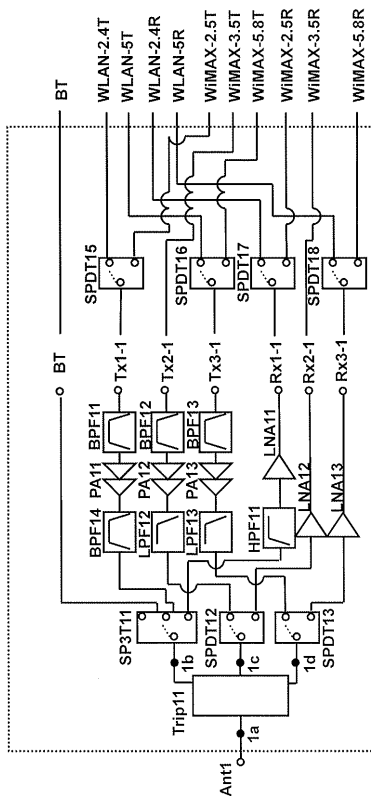 BT
WLAN-2.4T
WLAN-5T
WLAN-2.4R
WLAN-5R
WiMAX-2.5T
WiMAX-3.5T
WiMAX-5.8T
WiMAX-2.5R
WiMAX-3.5R
WiMAX-5.8R
SPDT15
SPDT16
SPDT17
SPDT18
BT
Tx1-1
Tx2-1
Tx3-1
Rx1-1
Rx2-1
Rx3-1
BPF11
BPF12
BPF13
LNA11
LNA12
LNA13
PA11
PA12
PA13
BPF14
LPF12
LPF13
HPF11
SP3T11
SPDT12
SPDT13
1b
1c
1d
Trip11
1a
Ant1